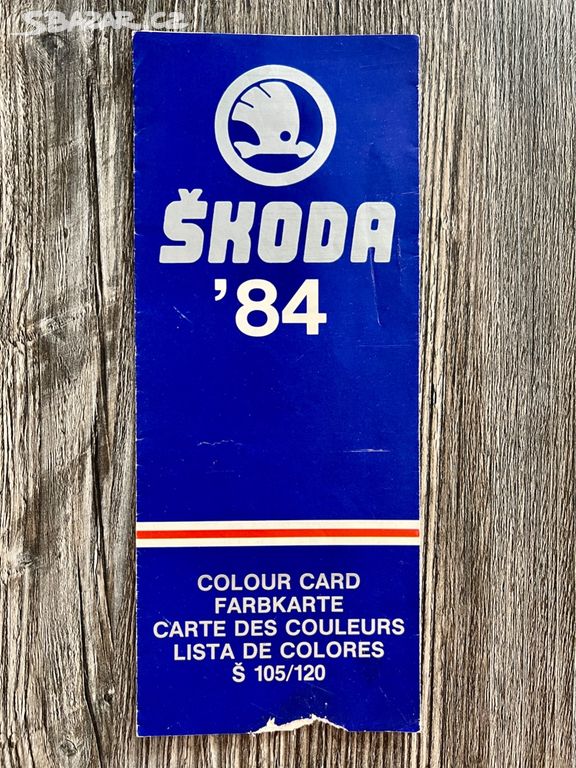 SBAZAR.CZ
ŠKODA
'84
COLOUR CARD
FARBKARTE
CARTE DES COULEURS
LISTA DE COLORES
Š 105/120